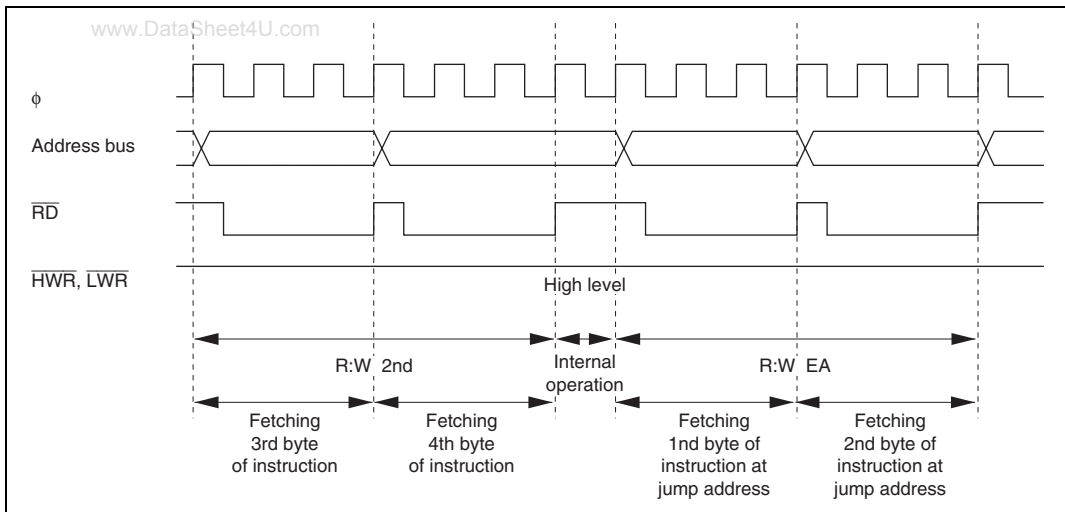 www.DataSheet4U.com
φ
Address bus
RD
HWR, LWR
High level
R:W 2nd
Internal
operation
R:W EA
Fetching
3rd byte
of instruction
Fetching
4th byte
of instruction
Fetching
1nd byte of
instruction at
jump address
Fetching
2nd byte of
instruction at
jump address